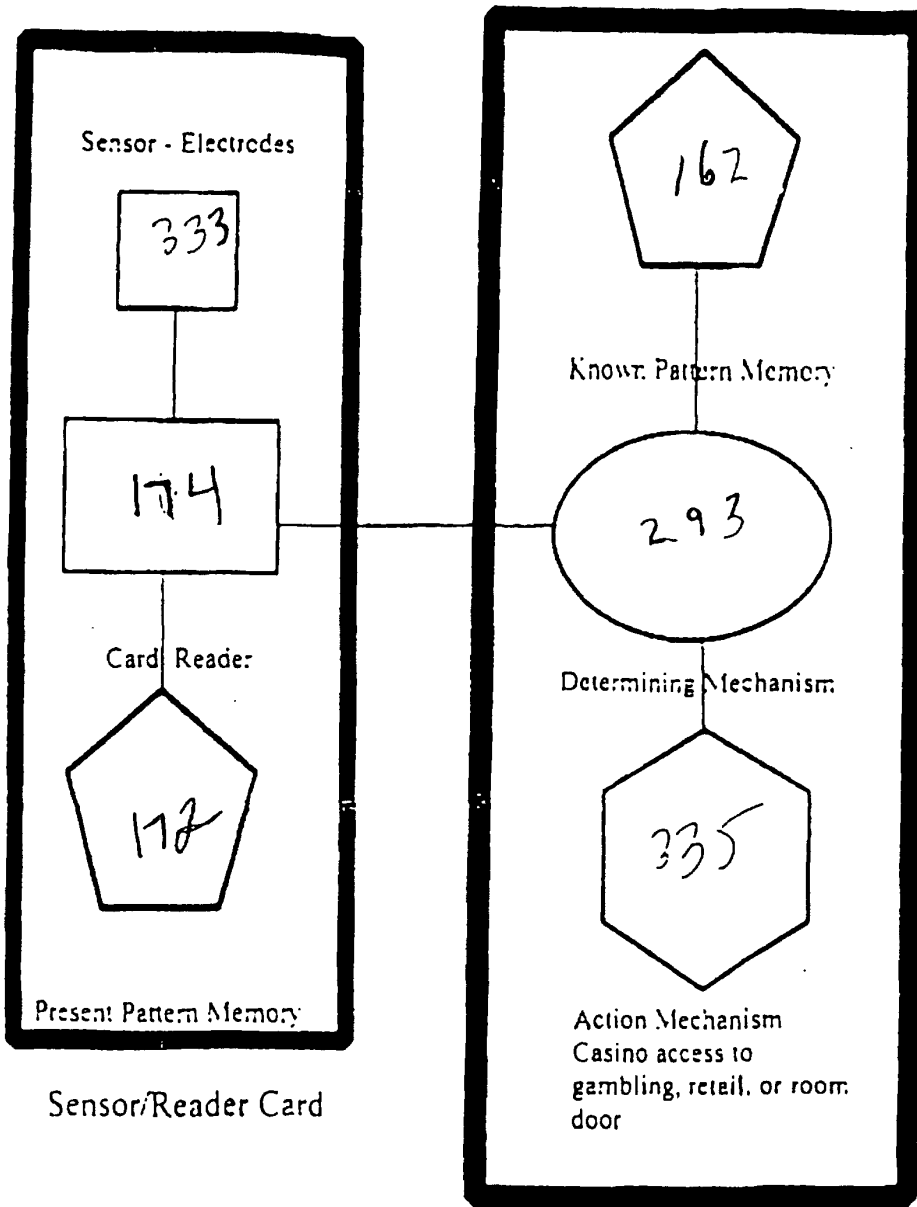 Sensor - Electrodes
333
174
Card Reader
172
Present Pattern Memory
Sensor/Reader Card
162
Known Pattern Memory
293
Determining Mechanism
335
Action Mechanism
Casino access to
gambling, retail, or room
door